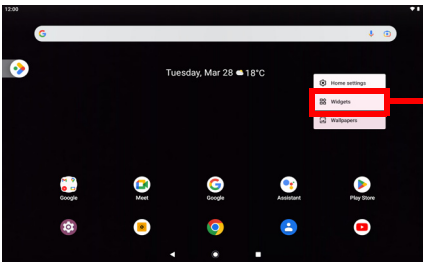 12:00
Tuesday, Mar 28 18°C
Home settings
Widgets
Wallpapers
Google
Meet
Google
Assistant
Play Store